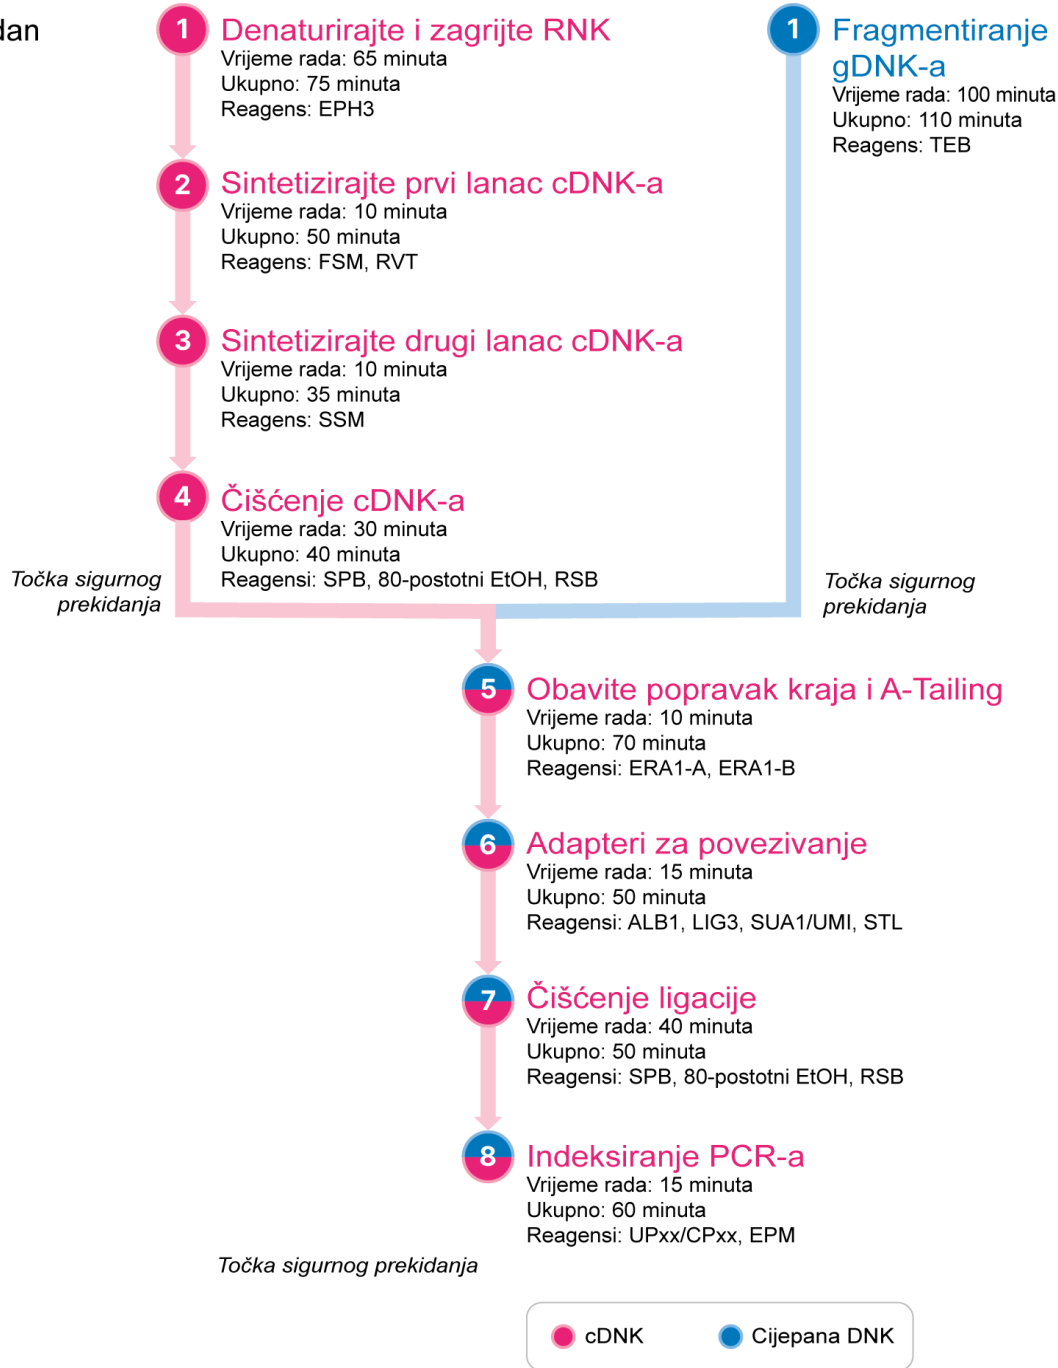 1
Denaturirajte i zagrijte RNK
Vrijeme rada: 65 minuta
Ukupno: 75 minuta
Reagens: EPH3
1
Fragmentiranje
gDNK-a
Vrijeme rada: 100 minuta
Ukupno: 110 minuta
Reagens: TEB
2
Sintetizirajte prvi lanac cDNK-a
Vrijeme rada: 10 minuta
Ukupno: 50 minuta
Reagens: FSM, RVT
3
Sintetizirajte drugi lanac cDNK-a
Vrijeme rada: 10 minuta
Ukupno: 35 minuta
Reagens: SSM
4
Čišćenje cDNK-a
Vrijeme rada: 30 minuta
Ukupno: 40 minuta
Reagensi: SPB, 80-postotni EtOH, RSB
Točka sigurnog
prekidanja
Točka sigurnog
prekidanja
5
Obavite popravak kraja i A-Tailing
Vrijeme rada: 10 minuta
Ukupno: 70 minuta
Reagensi: ERA1-A, ERA1-B
6
Adapteri za povezivanje
Vrijeme rada: 15 minuta
Ukupno: 50 minuta
Reagensi: ALB1, LIG3, SUA1/UMI, STL
7
Čišćenje ligacije
Vrijeme rada: 40 minuta
Ukupno: 50 minuta
Reagensi: SPB, 80-postotni EtOH, RSB
8
Indeksiranje PCR-a
Vrijeme rada: 15 minuta
Ukupno: 60 minuta
Reagensi: UPxx/CPxx, EPM
Točka sigurnog prekidanja
cDNK
Cijepana DNK